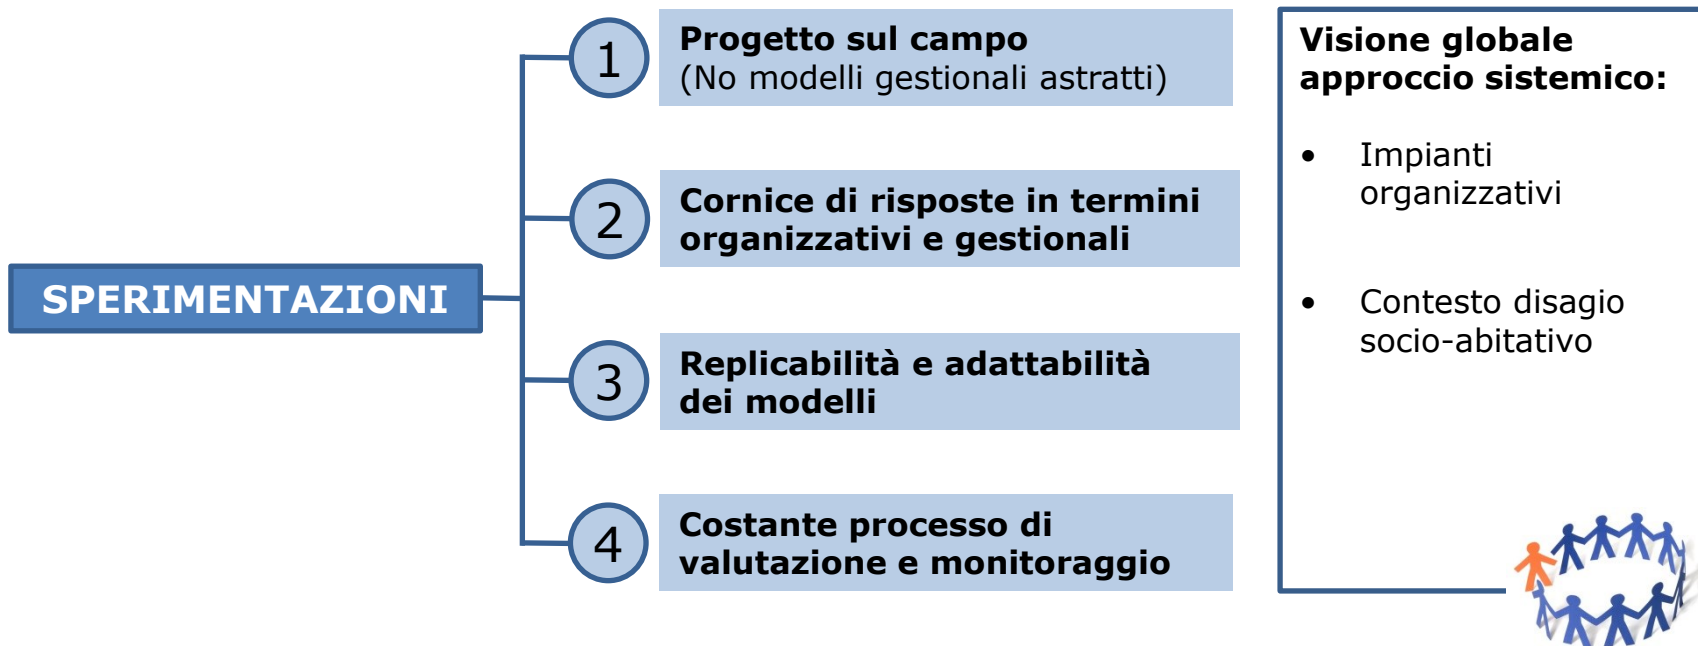 SPERIMENTAZIONI
1
Progetto sul campo
(No modelli gestionali astratti)
2
Cornice di risposte in termini
organizzativi e gestionali
3
Replicabilità e adattabilità
dei modelli
4
Costante processo di
valutazione e monitoraggio
Visione globale
approccio sistemico:
• Impianti
organizzativi
• Contesto disagio
socio-abitativo